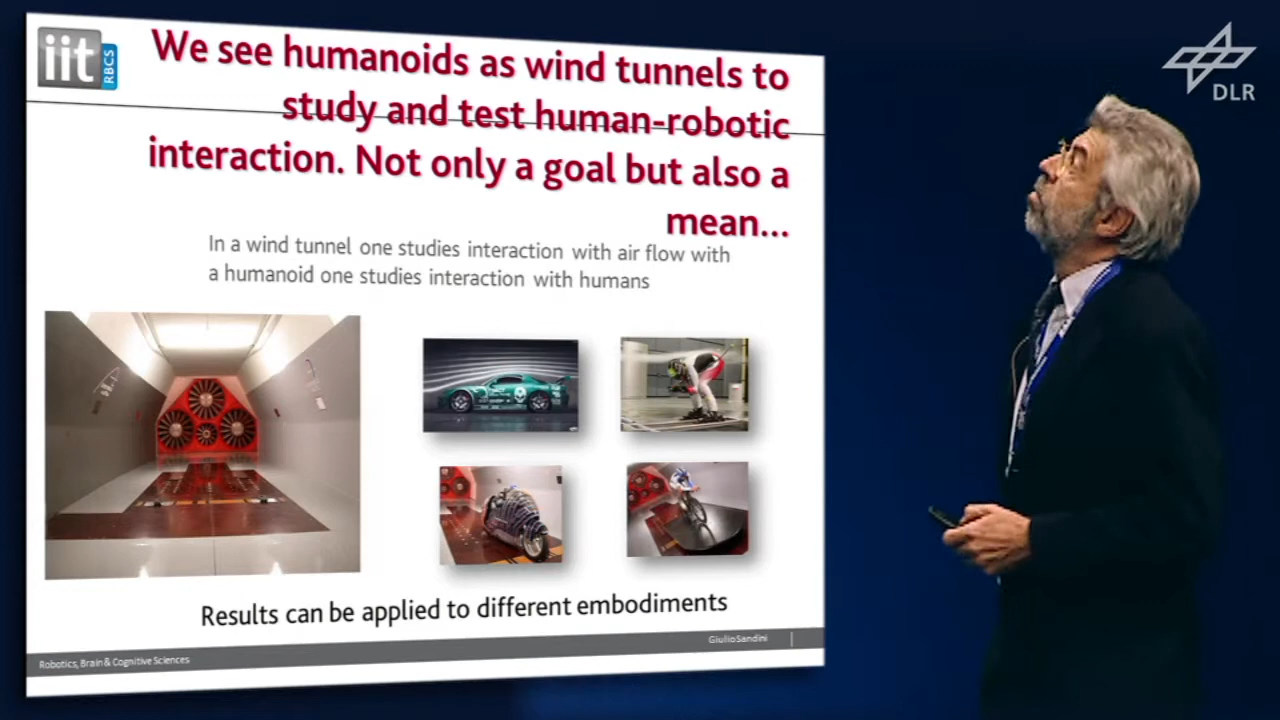 iit
RBCS
We see humanoids as wind tunnels to
study and test human-robotic
interaction. Not only a goal but also a
mean...
In a wind tunnel one studies interaction with air flow with
a humanoid one studies interaction with humans
Results can be applied to different embodiments
Giulio Sandini
Robotics, Brain & Cognitive Sciences
DLR